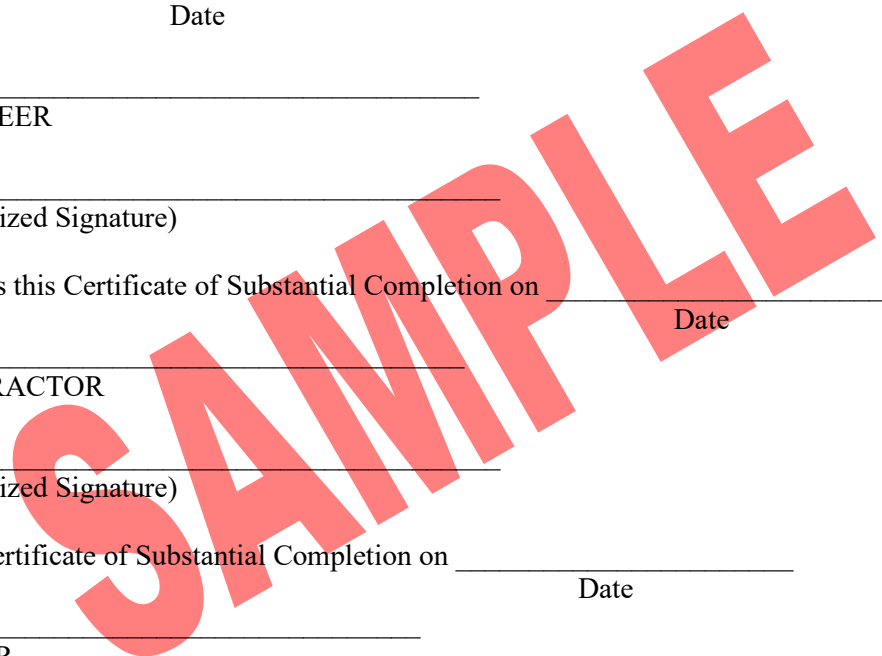 Date
EER
ized Signature)
s this Certificate of Substantial Completion on
Date
RACTOR
ized Signature)
ertificate of Substantial Completion on
Date
SAMPLE